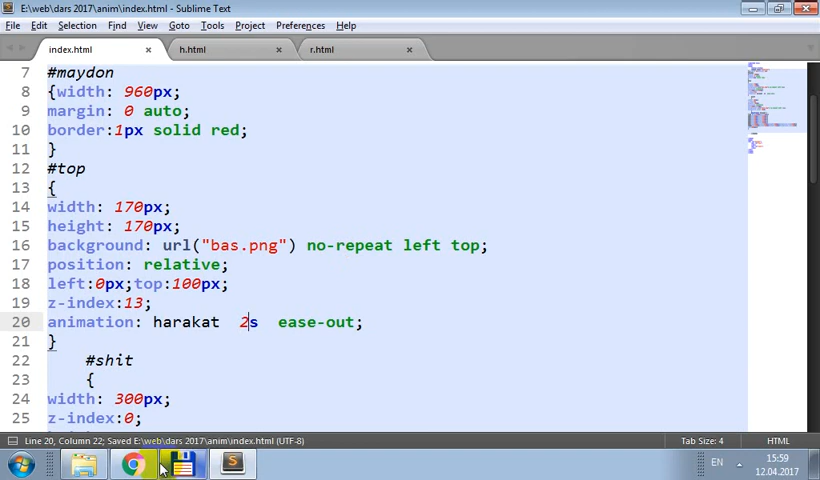 E:\web\dars 2017\anim\index.html - Sublime Text
File Edit Selection Find View Goto Tools Project Preferences Help
index.html × h.html × r.html ×
7 #maydon
8 {width: 960px;
9 margin: 0 auto;
10 border:1px solid red;
11 }
12 #top
13 {
14 width: 170px;
15 height: 170px;
16 background: url("bas.png") no-repeat left top;
17 position: relative;
18 left:0px;top:100px;
19 z-index:13;
20 animation: harakat 2s ease-out;
21 }
22 #shit
23 {
24 width: 300px;
25 z-index:0;
Line 20, Column 22; Saved E:\web\dars 2017\anim\index.html (UTF-8) Tab Size: 4 HTML
EN 15:59
12.04.2017